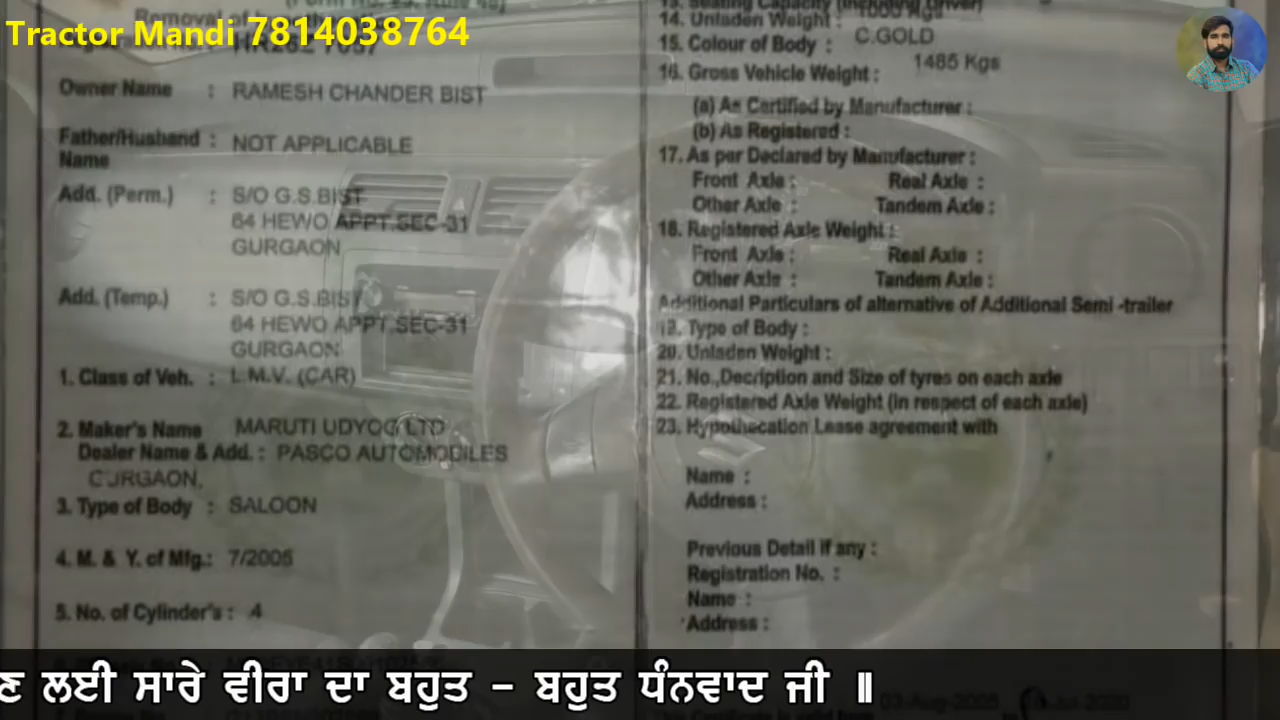 Tractor Mandi 7814038764
Owner Name : RAMESH CHANDER BIST
Father/Husband : NOT APPLICABLE
Name
Add. (Perm.) : S/O G.S.BIST
64 HEWO APPT.SEC-31
GURGAON
Add. (Temp.) : S/O G.S.BIST
64 HEWO APPT.SEC-31
GURGAON
1. Class of Veh. : L.M.V. (CAR)
2. Maker's Name MARUTI UDYOG LTD
Dealer Name & Add. : PASCO AUTOMOBILES
GURGAON,
3. Type of Body : SALOON
4. M. & Y. of Mfg.: 7/2005
5. No. of Cylinder's : 4
13. Seating Capacity (Including Driver)
14. Unladen Weight :
15. Colour of Body : C.GOLD
16. Gross Vehicle Weight : 1485 Kgs
(a) As Certified by Manufacturer :
(b) As Registered :
17. As per Declared by Manufacturer :
Front Axle : Real Axle :
Other Axle : Tandem Axle :
18. Registered Axle Weight :
Front Axle : Real Axle :
Other Axle : Tandem Axle :
Additional Particulars of alternative of Additional Semi -trailer
19. Type of Body :
20. Unladen Weight :
21. No.,Decription and Size of tyres on each axle
22. Registered Axle Weight (in respect of each axle)
23. Hypothecation Lease agreement with
Name :
Address :
Previous Detail if any :
Registration No. :
Name :
Address :
ਣ ਲਈ ਸਾਰੇ ਵੀਰਾ ਦਾ ਬਹੁਤ - ਬਹੁਤ ਧੰਨਵਾਦ ਜੀ ॥